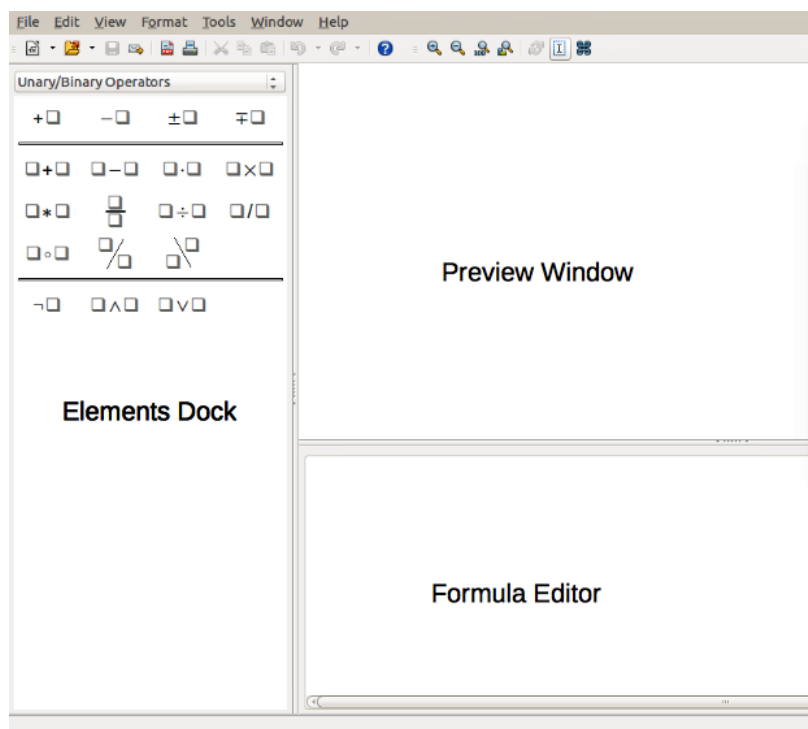 File Edit View Format Tools Window Help
Unary/Binary Operators
+□ −□ ±□ ∓□
□+□ □−□ □·□ □×□
□∗□ □/□ □÷□ □/□
□∘□ □/□ □\□
¬□ □∧□ □∨□
Preview Window
Elements Dock
Formula Editor